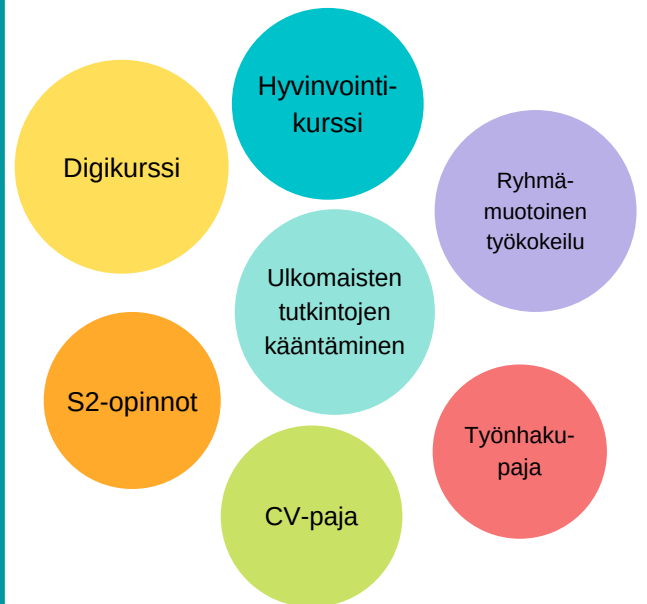 Hyvinvointi-
kurssi
Digikurssi
Ryhmä-
muotoinen
työkokeilu
Ulkomaisten
tutkintojen
kääntäminen
S2-opinnot
Työnhaku-
paja
CV-paja